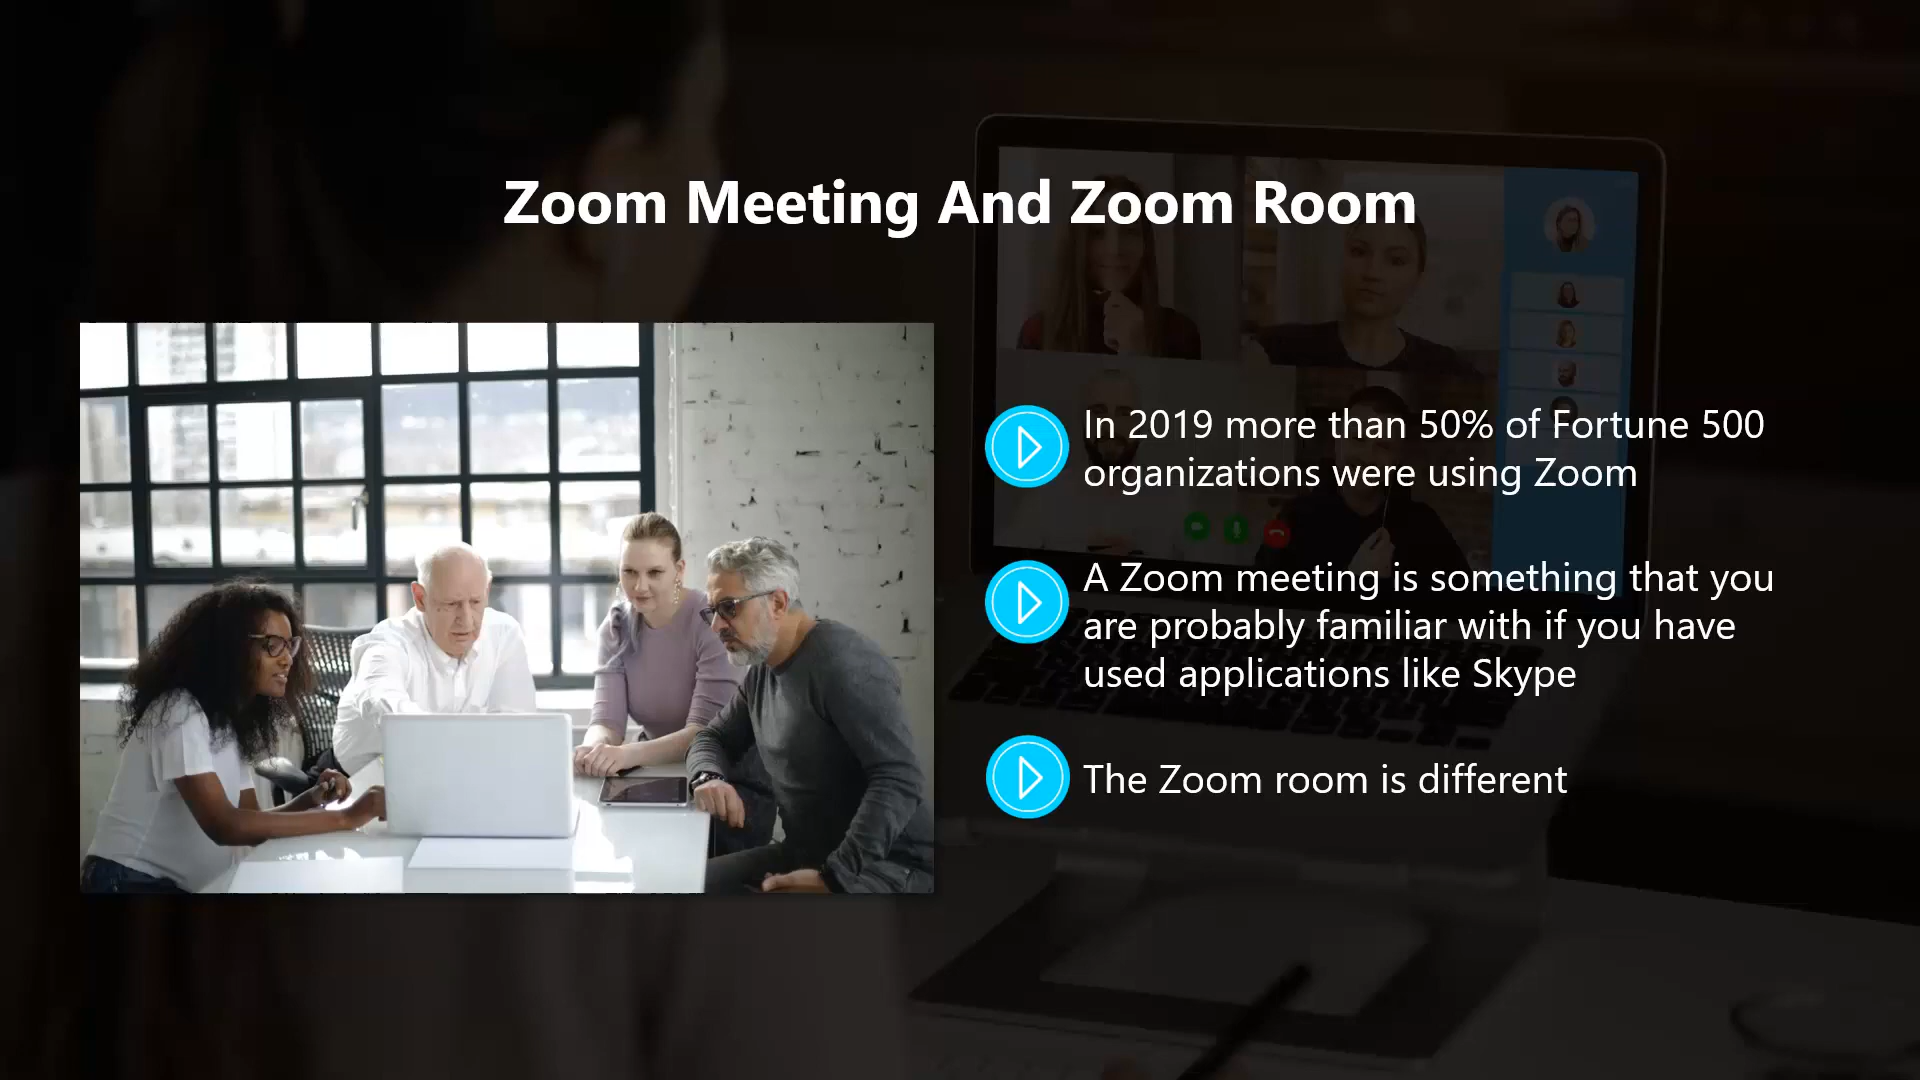 Zoom Meeting And Zoom Room
In 2019 more than 50% of Fortune 500
organizations were using Zoom
A Zoom meeting is something that you
are probably familiar with if you have
used applications like Skype
The Zoom room is different